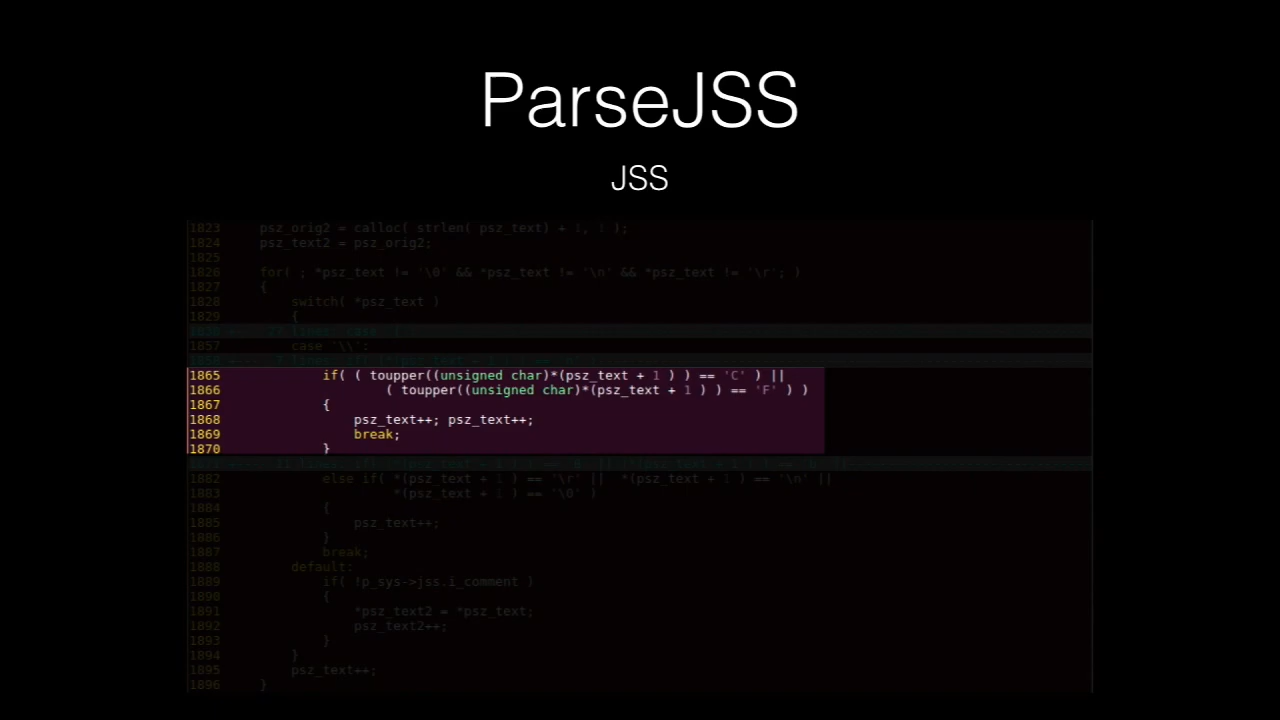 ParseJSS
JSS
1823 psz_orig2 = calloc( strlen( psz_text) + 1, 1 );
1824 psz_text2 = psz_orig2;
1825
1826 for( ; *psz_text != '\0' && *psz_text != '\n' && *psz_text != '\r'; )
1827 {
1828 switch( *psz_text )
1829 {
1857 case '\\':
1865 if( ( toupper((unsigned char)*(psz_text + 1 ) ) == 'C' ) ||
1866 ( toupper((unsigned char)*(psz_text + 1 ) ) == 'F' ) )
1867 {
1868 psz_text++; psz_text++;
1869 break;
1870 }
1882 else if( *(psz_text + 1 ) == '\r' || *(psz_text + 1 ) == '\n' ||
1883 *(psz_text + 1 ) == '\0' )
1884 {
1885 psz_text++;
1886 }
1887 break;
1888 default:
1889 if( !p_sys->jss.i_comment )
1890 {
1891 *psz_text2 = *psz_text;
1892 psz_text2++;
1893 }
1894 }
1895 psz_text++;
1896 }